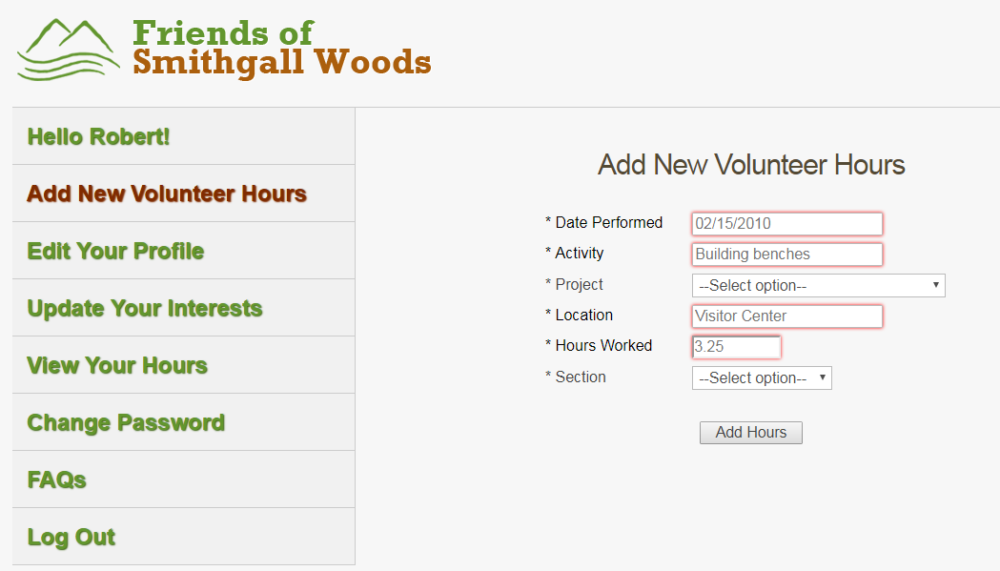 Friends of
Smithgall Woods
Hello Robert!
Add New Volunteer Hours
Edit Your Profile
Update Your Interests
View Your Hours
Change Password
FAQs
Log Out
Add New Volunteer Hours
* Date Performed 02/15/2010
* Activity Building benches
* Project --Select option--
* Location Visitor Center
* Hours Worked 3.25
* Section --Select option--
Add Hours